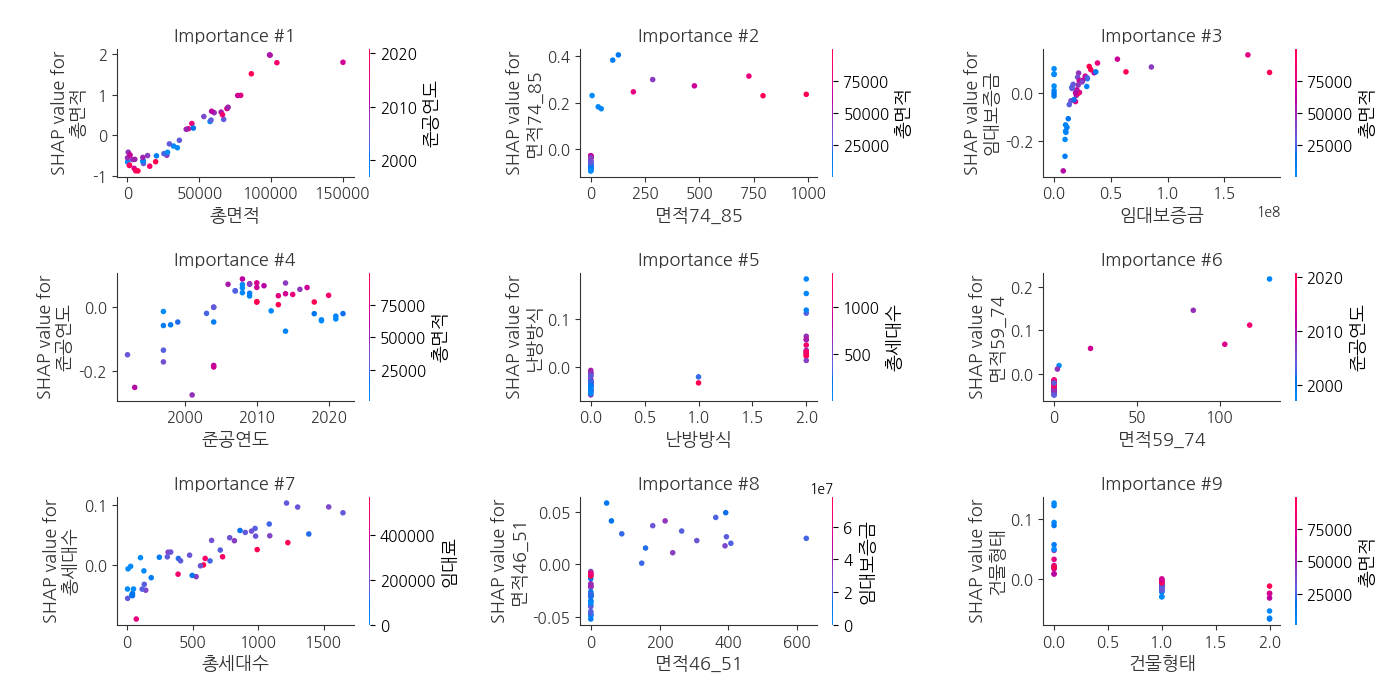 Importance #1
SHAP value for
총면적
2
1
0
-1
0
50000
100000
150000
총면적
2020
2010
2000
준공연도
Importance #2
SHAP value for
면적74_85
0.4
0.2
0.0
0
250
500
750
1000
면적74_85
75000
50000
25000
총면적
Importance #3
SHAP value for
임대보증금
0.0
-0.2
0.0
0.5
1.0
1.5
1e8
임대보증금
75000
50000
25000
총면적
Importance #4
SHAP value for
준공연도
0.0
-0.2
2000
2010
2020
준공연도
75000
50000
25000
총면적
Importance #5
SHAP value for
난방방식
0.1
0.0
0.0
0.5
1.0
1.5
2.0
난방방식
1000
500
총세대수
Importance #6
SHAP value for
면적59_74
0.2
0.1
0.0
0
50
100
면적59_74
2020
2010
2000
준공연도
Importance #7
SHAP value for
총세대수
0.1
0.0
0
500
1000
1500
총세대수
400000
200000
0
임대료
Importance #8
SHAP value for
면적46_51
0.05
0.00
-0.05
0
200
400
600
면적46_51
1e7
6
4
2
0
임대보증금
Importance #9
SHAP value for
건물형태
0.1
0.0
0.0
0.5
1.0
1.5
2.0
건물형태
75000
50000
25000
총면적